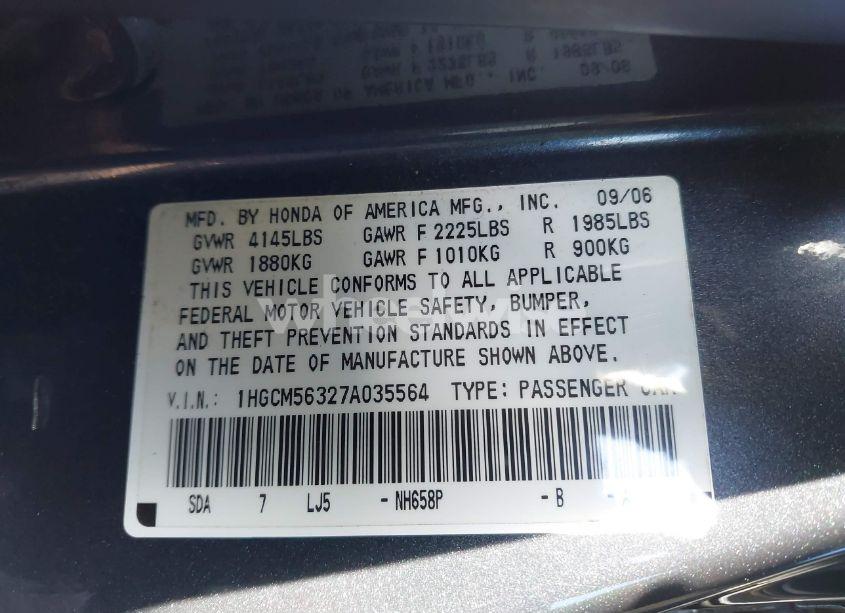 MFD. BY HONDA OF AMERICA MFG., INC. 09/06
GVWR 4145LBS GAWR F 2225LBS R 1985LBS
GVWR 1880KG GAWR F 1010KG R 900KG
THIS VEHICLE CONFORMS TO ALL APPLICABLE
FEDERAL MOTOR VEHICLE SAFETY, BUMPER,
AND THEFT PREVENTION STANDARDS IN EFFECT
ON THE DATE OF MANUFACTURE SHOWN ABOVE.
V.I.N.: 1HGCM56327A035564 TYPE: PASSENGER CAR
SDA 7 LJ5 -NH658P -B -A